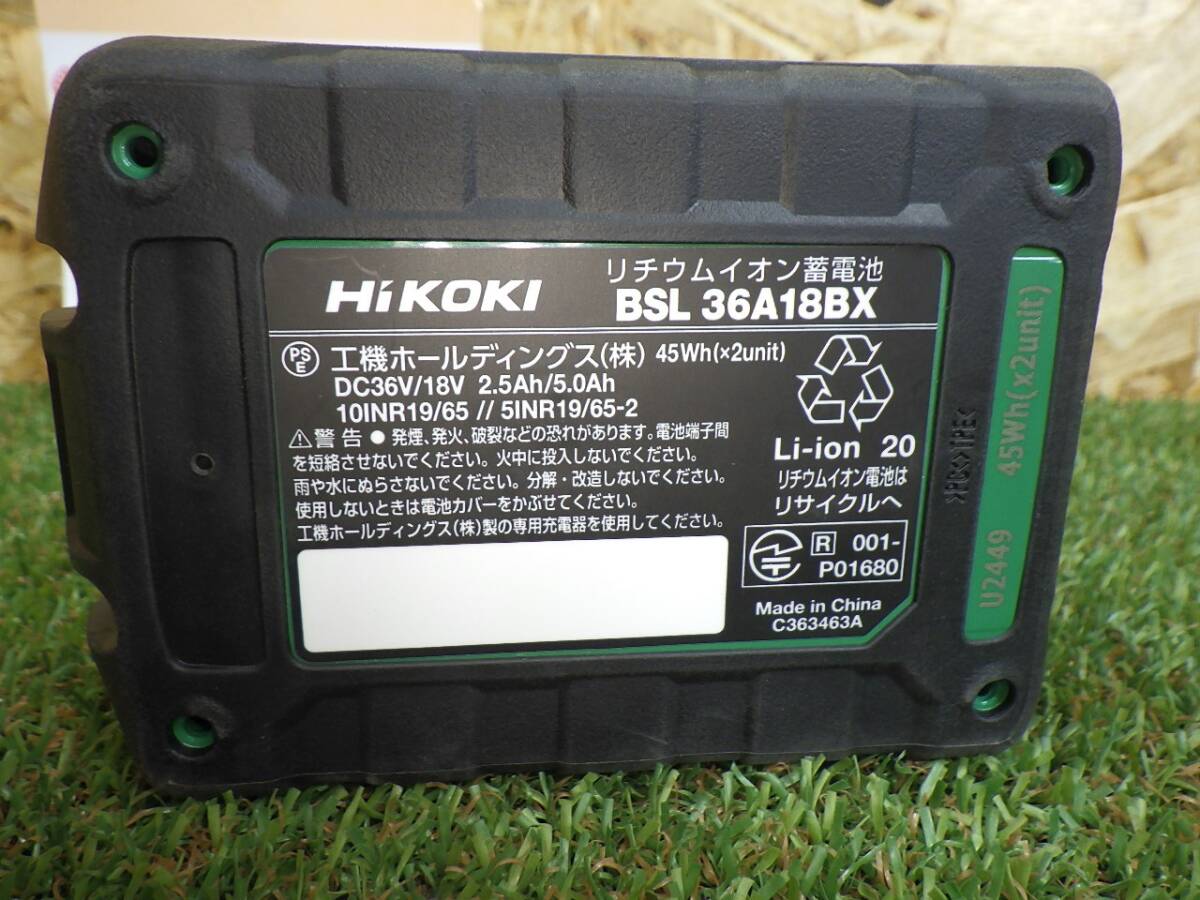 HiKOKI
リチウムイオン蓄電池
BSL 36A18BX
PS
E
工機ホールディングス(株) 45Wh(×2unit)
DC36V/18V 2.5Ah/5.0Ah
10INR19/65 // 5INR19/65-2
⚠警告 ● 発煙、発火、破裂などの恐れがあります。電池端子間
を短絡させないでください。火中に投入しないでください。
雨や水にぬらさないでください。分解・改造しないでください。
使用しないときは電池カバーをかぶせてください。
工機ホールディングス(株)製の専用充電器を使用してください。
Li-ion 20
リチウムイオン電池は
リサイクルへ
R 001-
P01680
Made in China
C363463A
>PC<>TPE<
U2449 45Wh(x2unit)